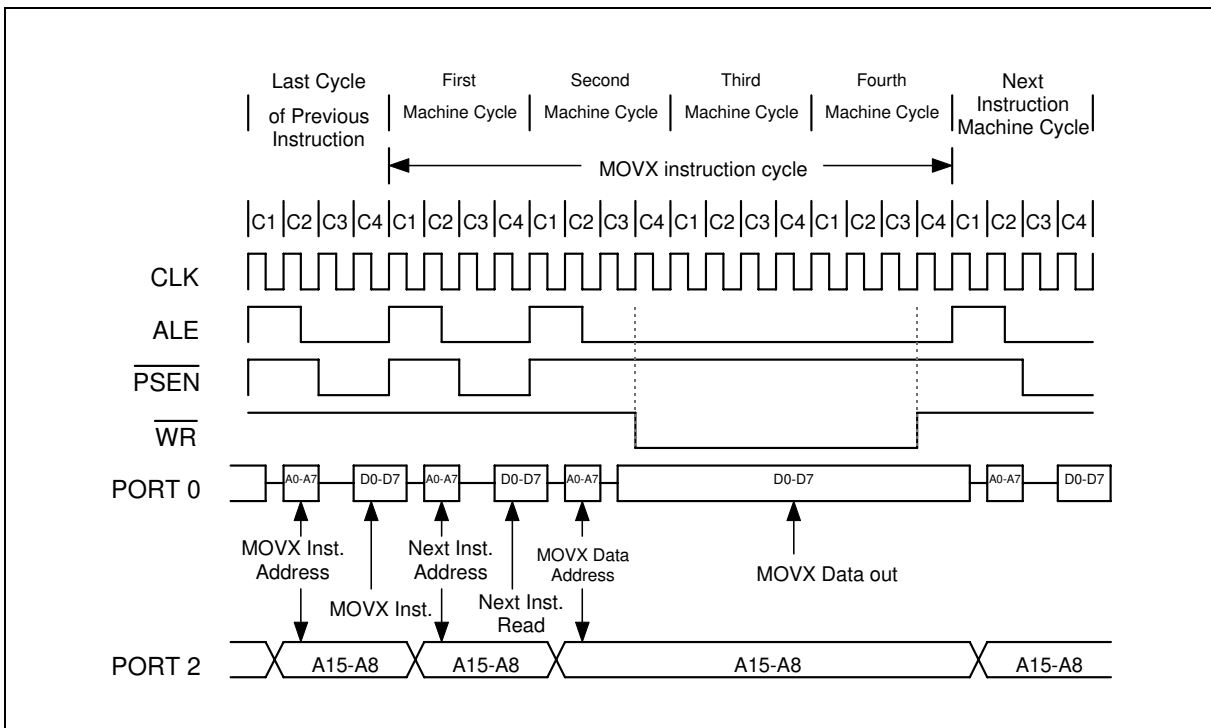 Last Cycle
of Previous
Instruction
First
Machine Cycle
Second
Machine Cycle
Third
Machine Cycle
Fourth
Machine Cycle
Next
Instruction
Machine Cycle
MOVX instruction cycle
C1 C2 C3 C4 C1 C2 C3 C4 C1 C2 C3 C4 C1 C2 C3 C4 C1 C2 C3 C4 C1 C2 C3 C4
CLK
ALE
PSEN
WR
PORT 0
A0-A7 D0-D7 A0-A7 D0-D7 A0-A7 D0-D7 A0-A7 D0-D7
MOVX Inst.
Address
MOVX Inst.
Next Inst.
Address
Next Inst.
Read
MOVX Data
Address
MOVX Data out
PORT 2
A15-A8 A15-A8 A15-A8 A15-A8